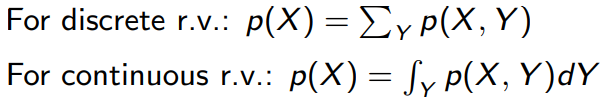 For discrete r.v.: p(X) = ∑_Y p(X, Y)
For continuous r.v.: p(X) = ∫_Y p(X, Y)dY